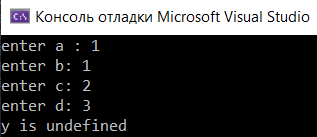 Консоль отладки Microsoft Visual Studio
enter a : 1
enter b: 1
enter c: 2
enter d: 3
y is undefined